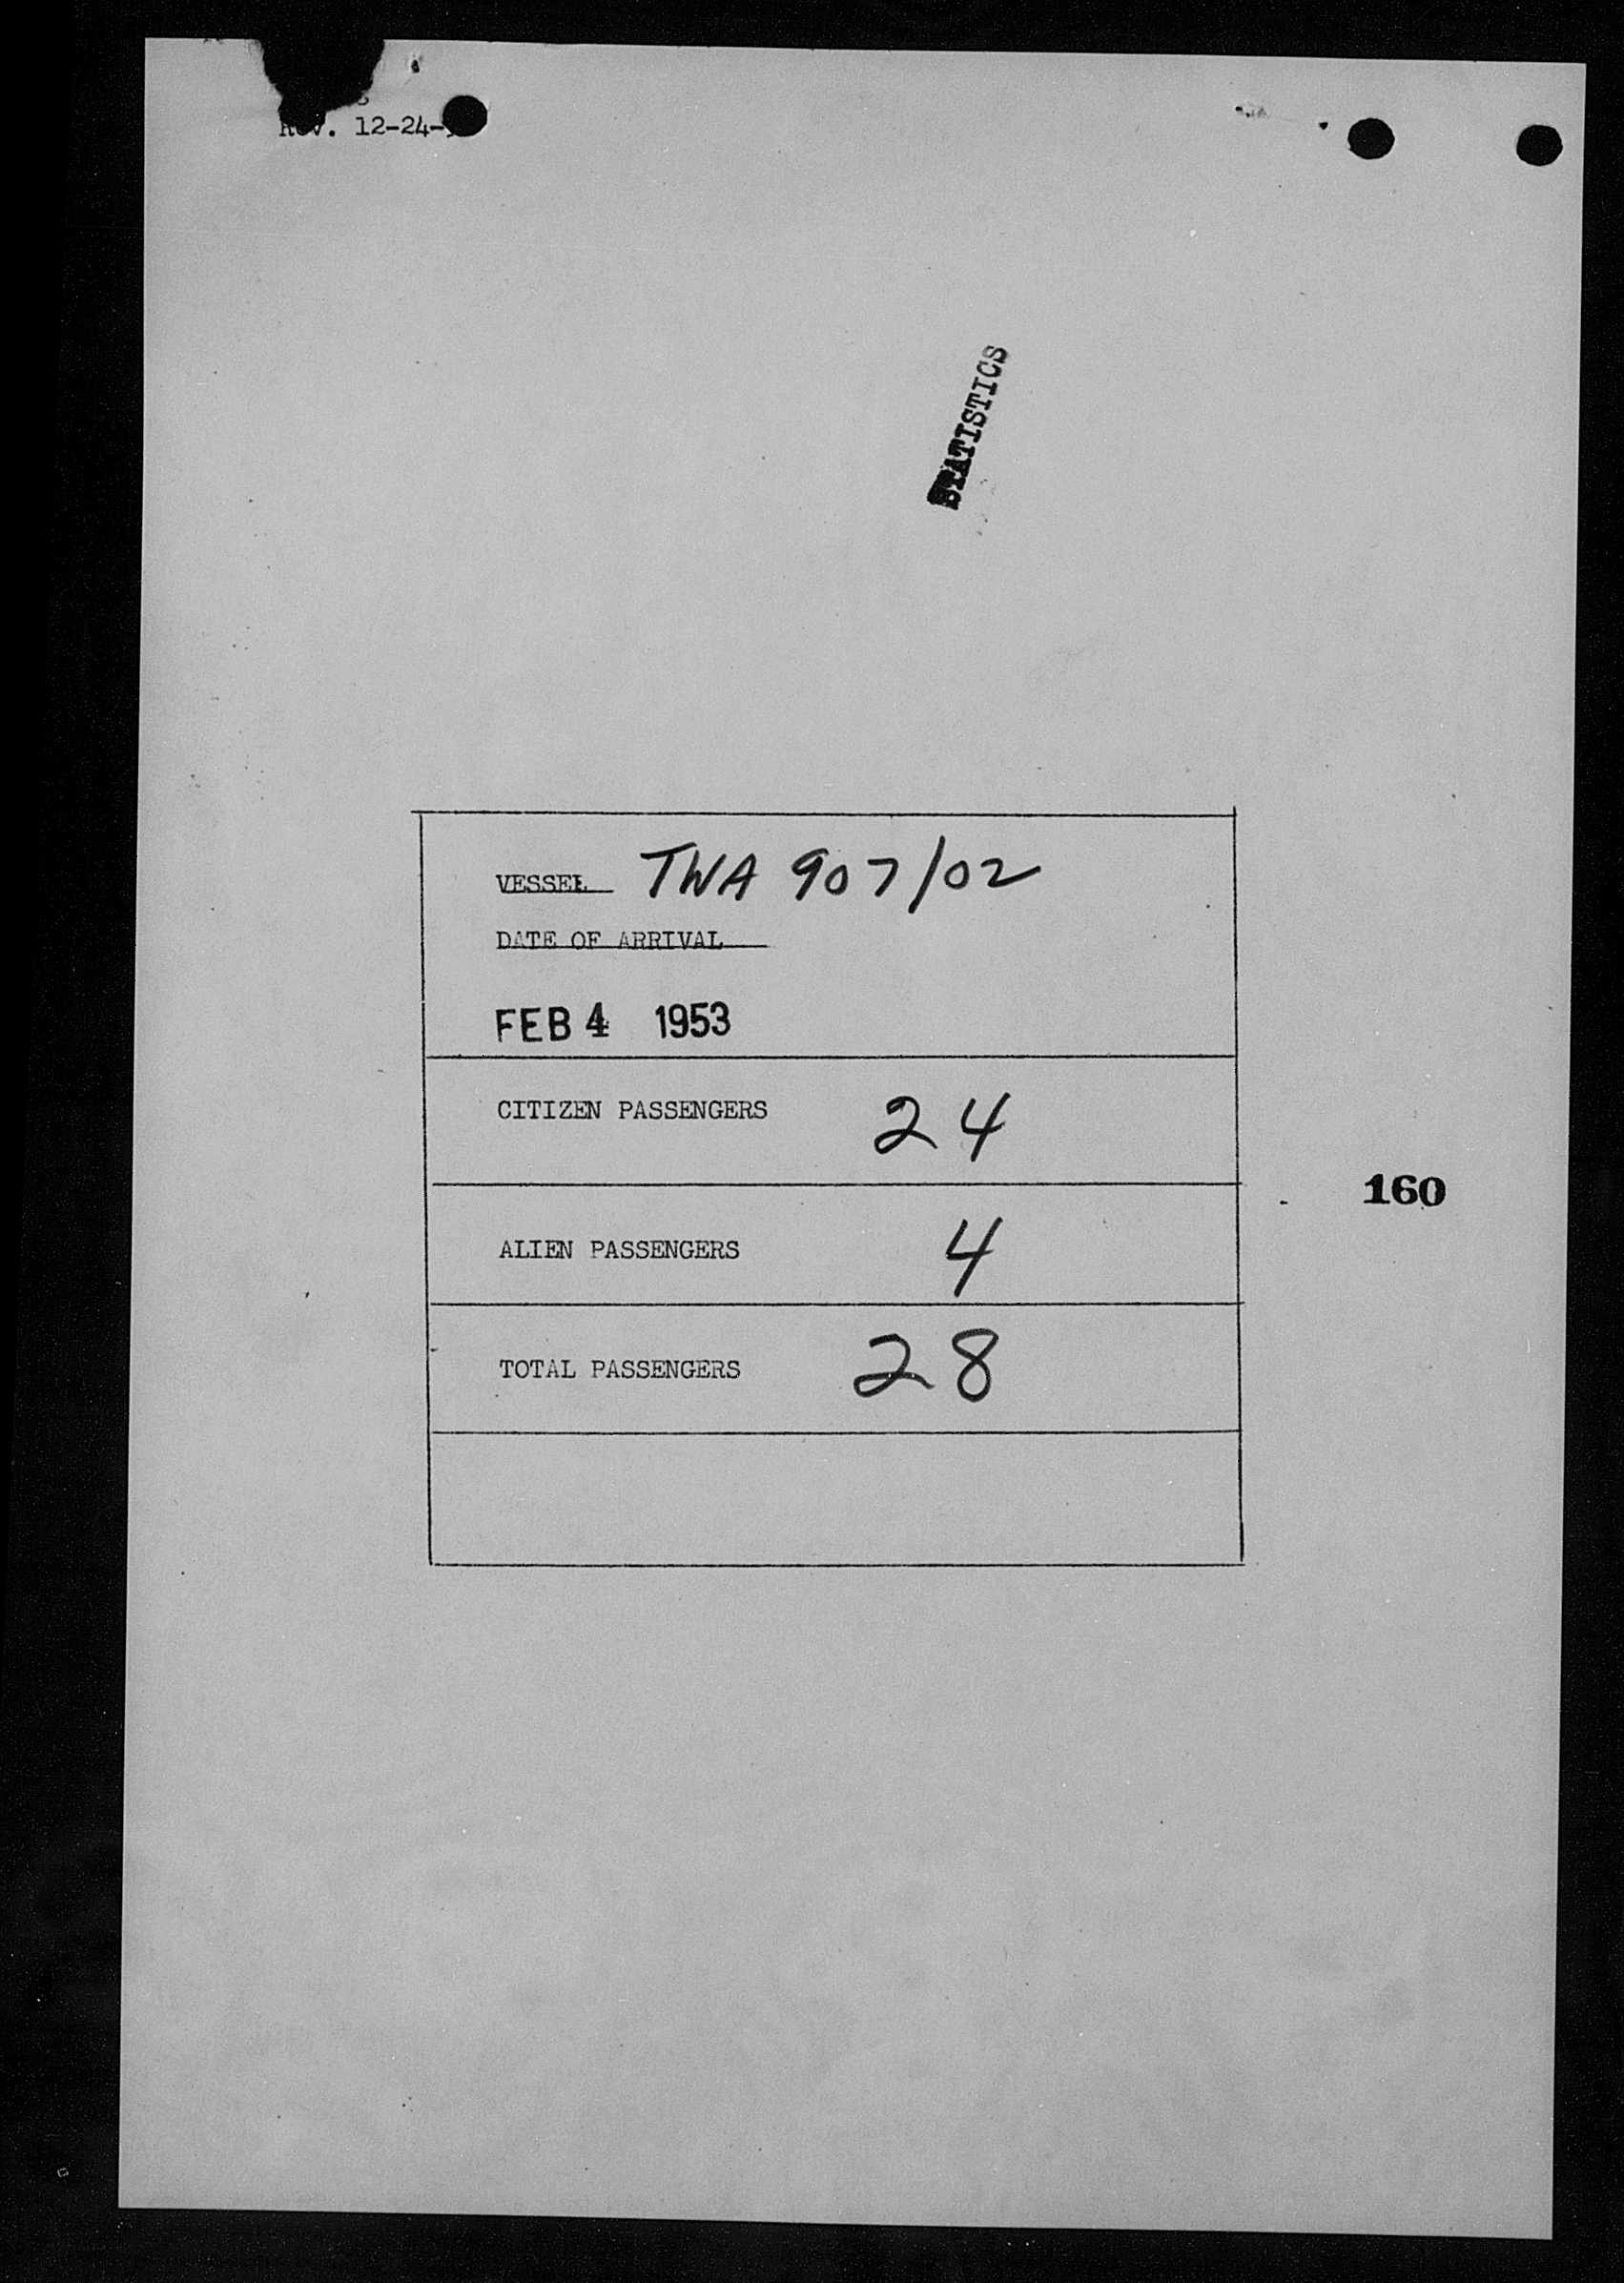 Rev. 12-24-
STATISTICS
VESSEL TWA 907/02
DATE OF ARRIVAL
FEB 4 1953
CITIZEN PASSENGERS 24
160
ALIEN PASSENGERS 4
TOTAL PASSENGERS 28